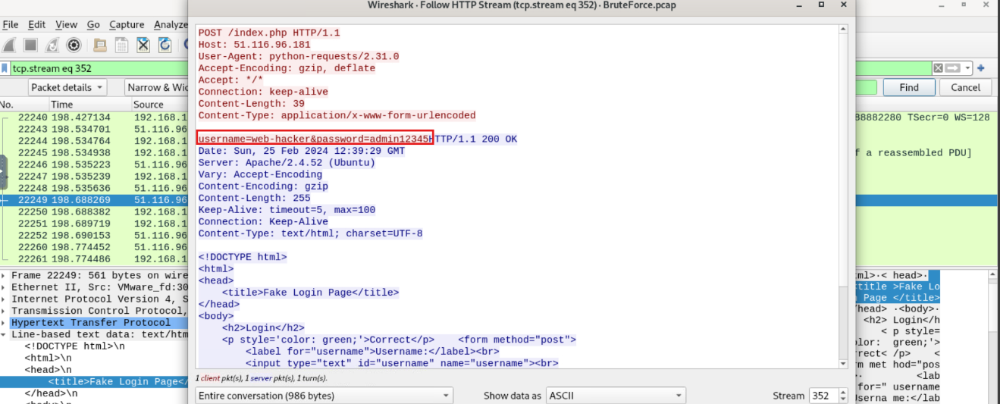 Wireshark · Follow HTTP Stream (tcp.stream eq 352) · BruteForce.pcap
File Edit View Go Capture Analyze
tcp.stream eq 352
Packet details Narrow & Wid Find Cancel
No. Time Source
22240 198.427134 192.168.1 88882280 TSecr=0 WS=128
22243 198.534701 51.116.96
22244 198.534764 192.168.1
22245 198.534938 192.168.1 f a reassembled PDU]
22246 198.535223 51.116.96
22247 198.535239 192.168.1
22248 198.535636 51.116.96
22249 198.688269 51.116.96
22250 198.688382 192.168.1
22251 198.689719 192.168.1
22252 198.690153 51.116.96
22260 198.774452 51.116.96
22261 198.774486 192.168.1
POST /index.php HTTP/1.1
Host: 51.116.96.181
User-Agent: python-requests/2.31.0
Accept-Encoding: gzip, deflate
Accept: */*
Connection: keep-alive
Content-Length: 39
Content-Type: application/x-www-form-urlencoded
username=web-hacker&password=admin12345HTTP/1.1 200 OK
Date: Sun, 25 Feb 2024 12:39:29 GMT
Server: Apache/2.4.52 (Ubuntu)
Vary: Accept-Encoding
Content-Encoding: gzip
Content-Length: 255
Keep-Alive: timeout=5, max=100
Connection: Keep-Alive
Content-Type: text/html; charset=UTF-8
<!DOCTYPE html>
<html>
<head>
<title>Fake Login Page</title>
</head>
<body>
<h2>Login</h2>
<p style='color: green;'>Correct</p> <form method="post">
<label for="username">Username:</label><br>
<input type="text" id="username" name="username"><br>
1 client pkt(s), 1 server pkt(s), 1 turn(s).
Entire conversation (986 bytes) Show data as ASCII Stream 352
Frame 22249: 561 bytes on wire
Ethernet II, Src: VMware_fd:30
Internet Protocol Version 4, S
Transmission Control Protocol,
Hypertext Transfer Protocol
Line-based text data: text/htm
<!DOCTYPE html>\n
<html>\n
<head>\n
<title>Fake Login Page</
</head>\n
ml>·< head>·
title >Fake Lo
Page </title>
/head> ·<body>·
<h2> Login</h
< p style=
olor: green;'>
rrect< /p> <
rm met hod="pos
<lab
for=" username
Userna me:</lab